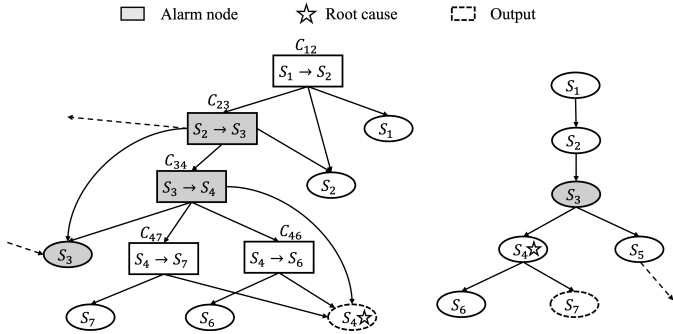 Alarm node
Root cause
Output
C₁₂
S₁ → S₂
C₂₃
S₂ → S₃
S₁
C₃₄
S₃ → S₄
S₂
C₄₇
C₄₆
S₃
S₄ → S₇
S₄ → S₆
S₇
S₆
S₄
S₁
S₂
S₃
S₄
S₅
S₆
S₇